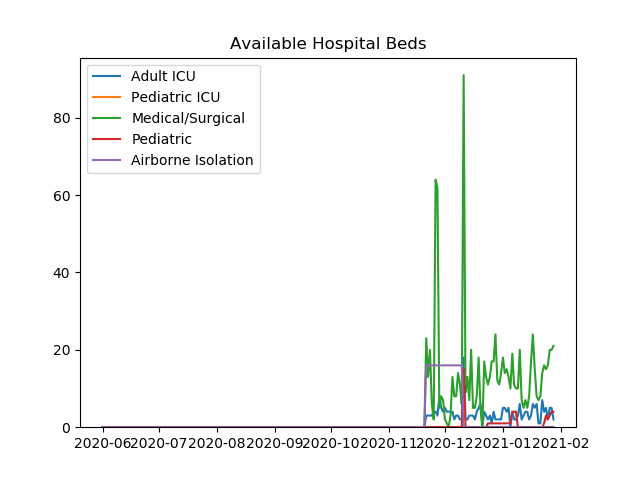 Available Hospital Beds
Adult ICU
Pediatric ICU
Medical/Surgical
Pediatric
Airborne Isolation
80
60
40
20
0
2020-06 2020-07 2020-08 2020-09 2020-10 2020-11 2020-12 2021-01 2021-02